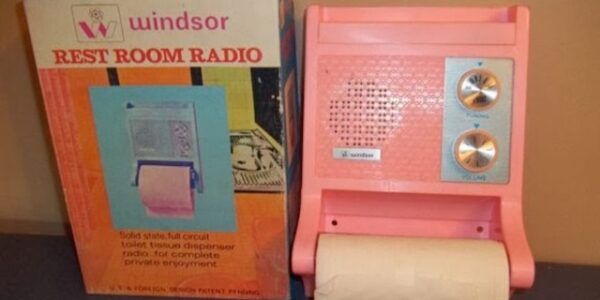 windsor
REST ROOM RADIO
Solid state, full circuit
toilet tissue dispenser
radio..for complete
private enjoyment
U.S. & FOREIGN DESIGN PATENT PENDING
TUNING
windsor
VOLUME